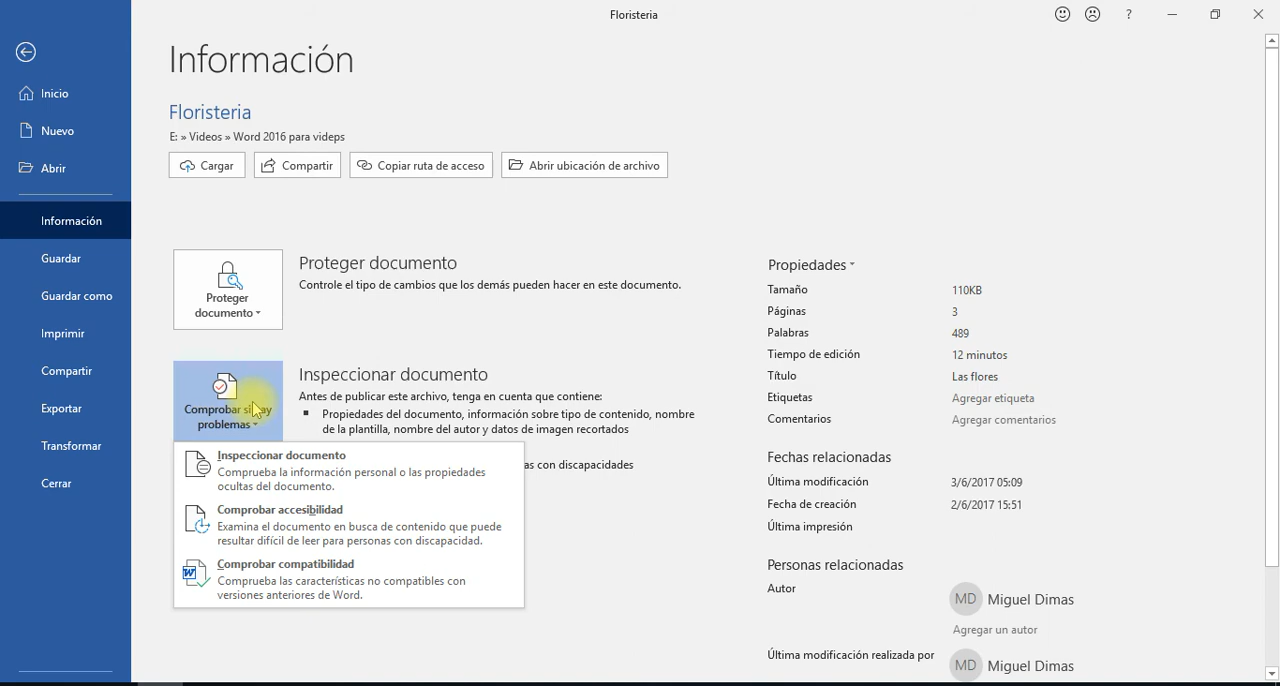 Floristeria
?
Inicio
Nuevo
Abrir
Información
Guardar
Guardar como
Imprimir
Compartir
Exportar
Transformar
Cerrar
Información
Floristeria
E: » Videos » Word 2016 para videps
Cargar
Compartir
Copiar ruta de acceso
Abrir ubicación de archivo
Proteger
documento
Proteger documento
Controle el tipo de cambios que los demás pueden hacer en este documento.
Comprobar si hay
problemas
Inspeccionar documento
Antes de publicar este archivo, tenga en cuenta que contiene:
Propiedades del documento, información sobre tipo de contenido, nombre
de la plantilla, nombre del autor y datos de imagen recortados
as con discapacidades
Inspeccionar documento
Comprueba la información personal o las propiedades
ocultas del documento.
Comprobar accesibilidad
Examina el documento en busca de contenido que puede
resultar difícil de leer para personas con discapacidad.
Comprobar compatibilidad
Comprueba las características no compatibles con
versiones anteriores de Word.
Propiedades
Tamaño 110KB
Páginas 3
Palabras 489
Tiempo de edición 12 minutos
Título Las flores
Etiquetas Agregar etiqueta
Comentarios Agregar comentarios
Fechas relacionadas
Última modificación 3/6/2017 05:09
Fecha de creación 2/6/2017 15:51
Última impresión
Personas relacionadas
Autor
MD Miguel Dimas
Agregar un autor
Última modificación realizada por
MD Miguel Dimas